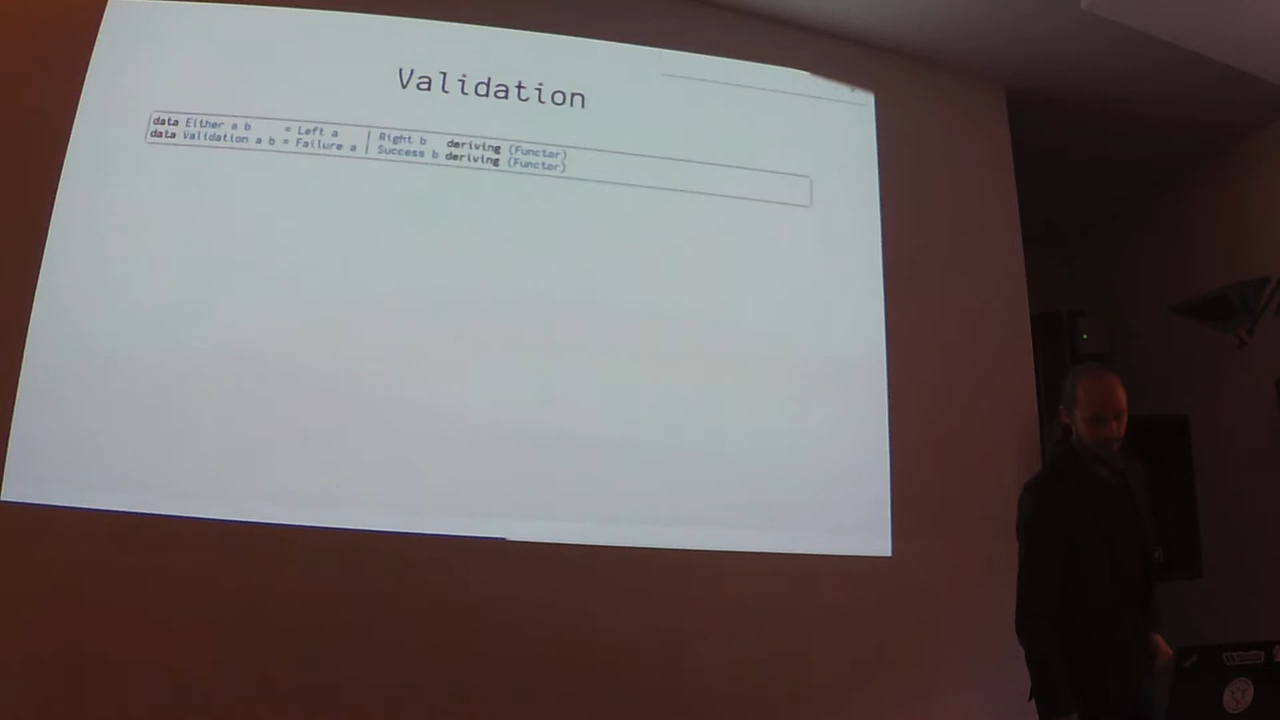 Validation
data Either a b = Left a | Right b deriving (Functor)
data Validation a b = Failure a | Success b deriving (Functor)